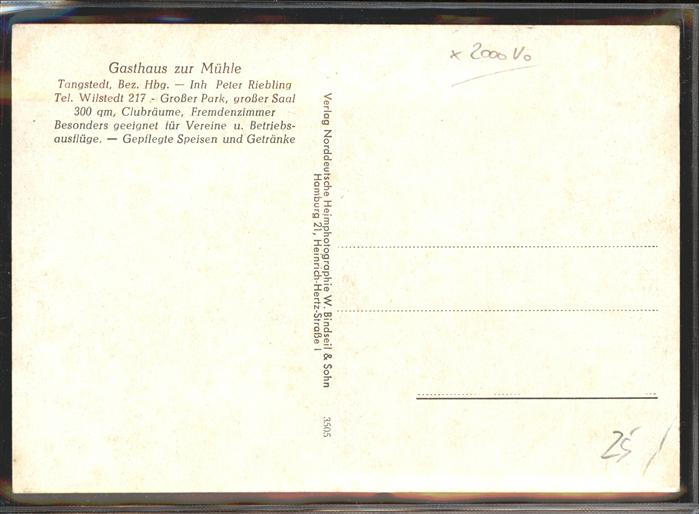 Gasthaus zur Mühle
Tangstedt, Bez. Hbg. — Inh Peter Riebling
Tel. Wilstedt 217 - Großer Park, großer Saal
300 qm, Clubräume, Fremdenzimmer
Besonders geeignet für Vereine u. Betriebs-
ausflüge. — Gepflegte Speisen und Getränke
x 2000 Vo
Verlag Norddeutsche Heimphotographie W. Bindseil & Sohn
Hamburg 21, Heinrich-Hertz-Straße 1
3505